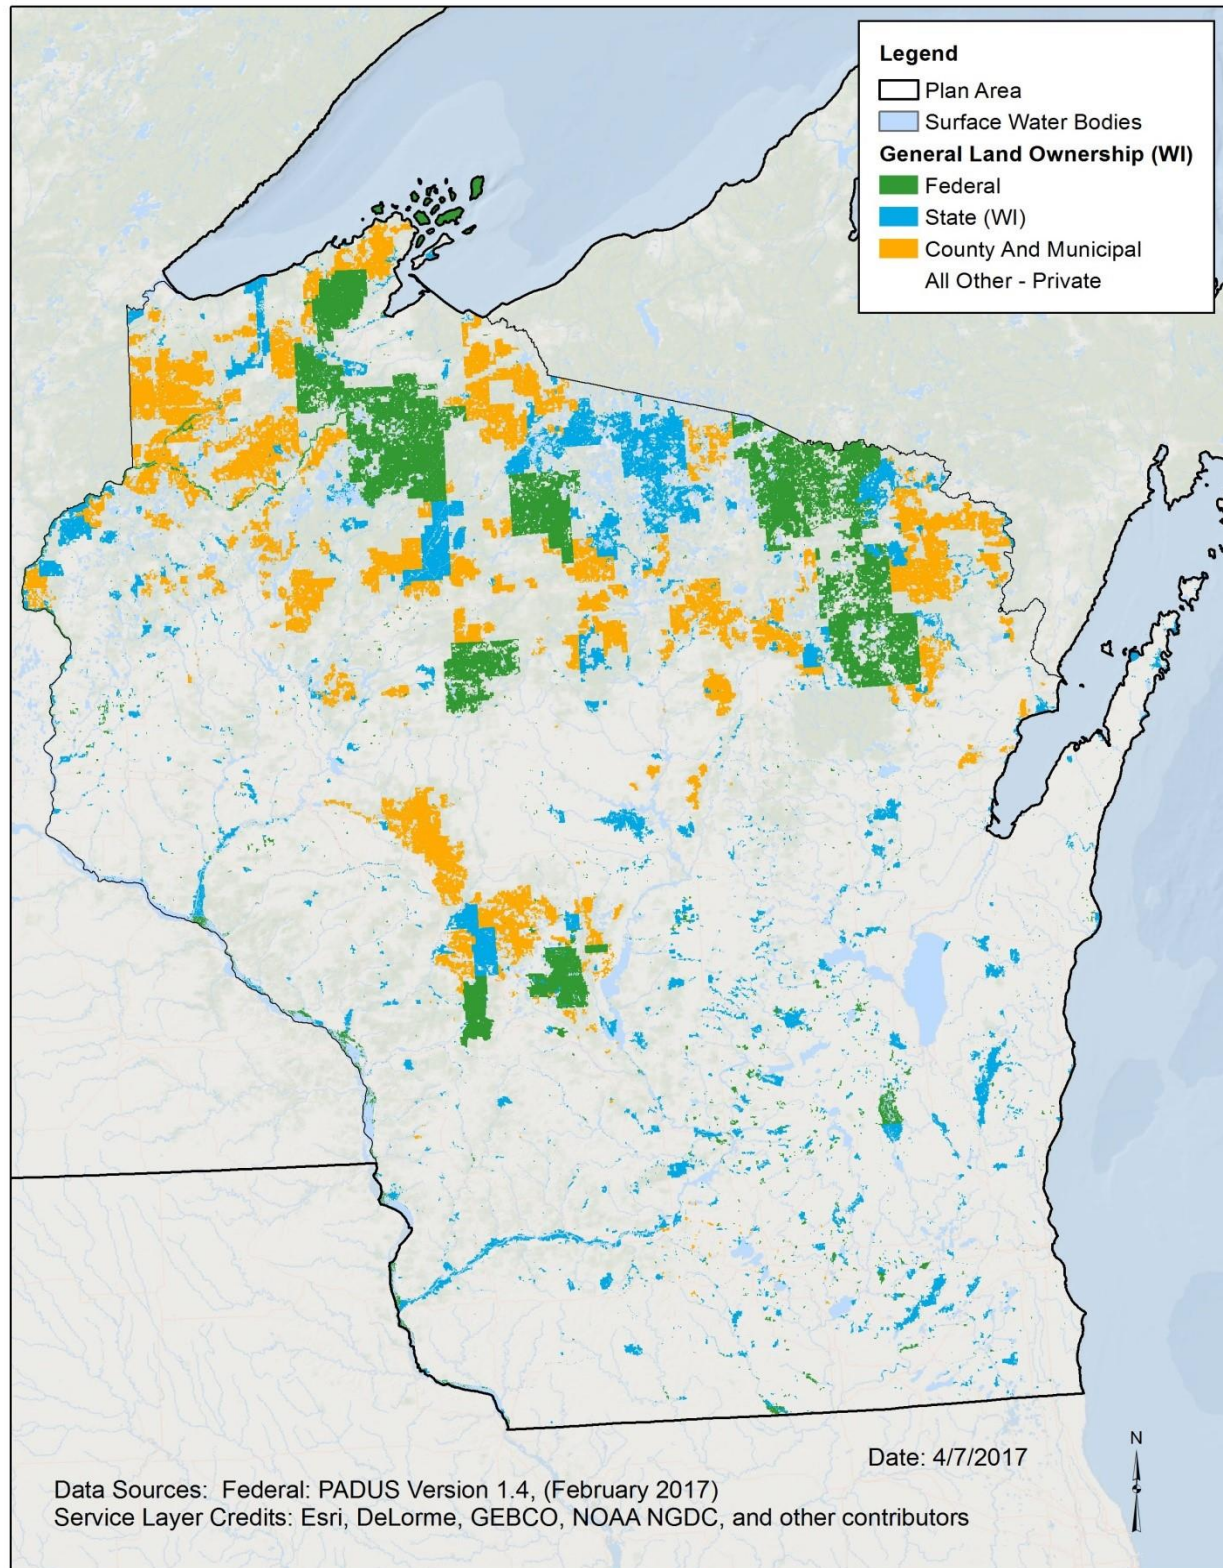 Legend
Plan Area
Surface Water Bodies
General Land Ownership (WI)
Federal
State (WI)
County And Municipal
All Other - Private
Date: 4/7/2017
N
Data Sources: Federal: PADUS Version 1.4, (February 2017)
Service Layer Credits: Esri, DeLorme, GEBCO, NOAA NGDC, and other contributors